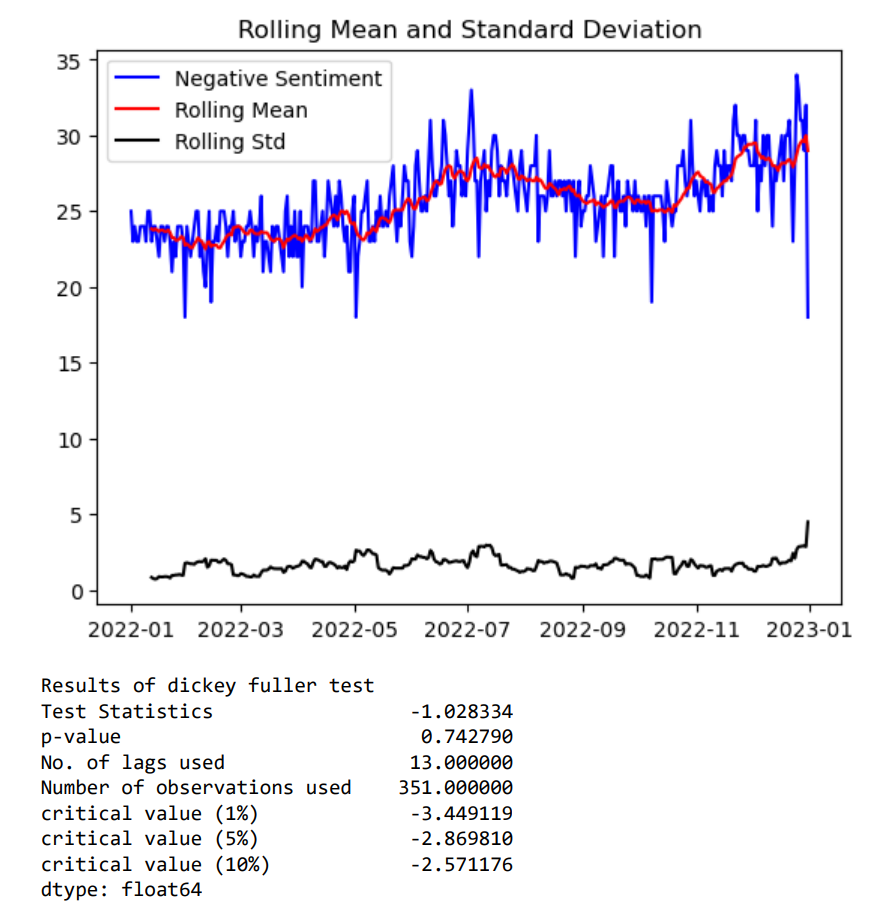 Rolling Mean and Standard Deviation
35
30
25
20
15
10
5
0
Negative Sentiment
Rolling Mean
Rolling Std
2022-01 2022-03 2022-05 2022-07 2022-09 2022-11 2023-01
Results of dickey fuller test
Test Statistics -1.028334
p-value 0.742790
No. of lags used 13.000000
Number of observations used 351.000000
critical value (1%) -3.449119
critical value (5%) -2.869810
critical value (10%) -2.571176
dtype: float64